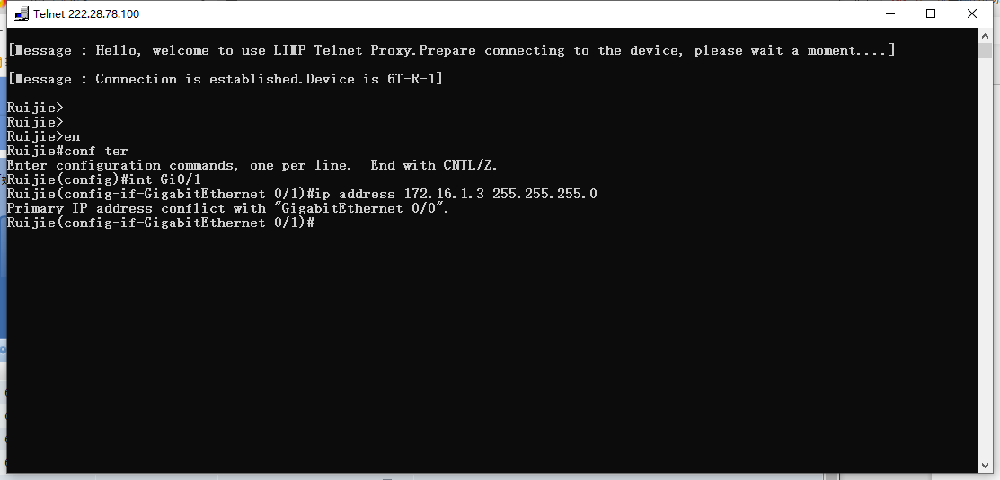 Telnet 222.28.78.100
[Message : Hello, welcome to use LIMP Telnet Proxy.Prepare connecting to the device, please wait a moment....]
[Message : Connection is established.Device is 6T-R-1]
Ruijie>
Ruijie>
Ruijie>en
Ruijie#conf ter
Enter configuration commands, one per line.  End with CNTL/Z.
Ruijie(config)#int Gi0/1
Ruijie(config-if-GigabitEthernet 0/1)#ip address 172.16.1.3 255.255.255.0
Primary IP address conflict with "GigabitEthernet 0/0".
Ruijie(config-if-GigabitEthernet 0/1)#